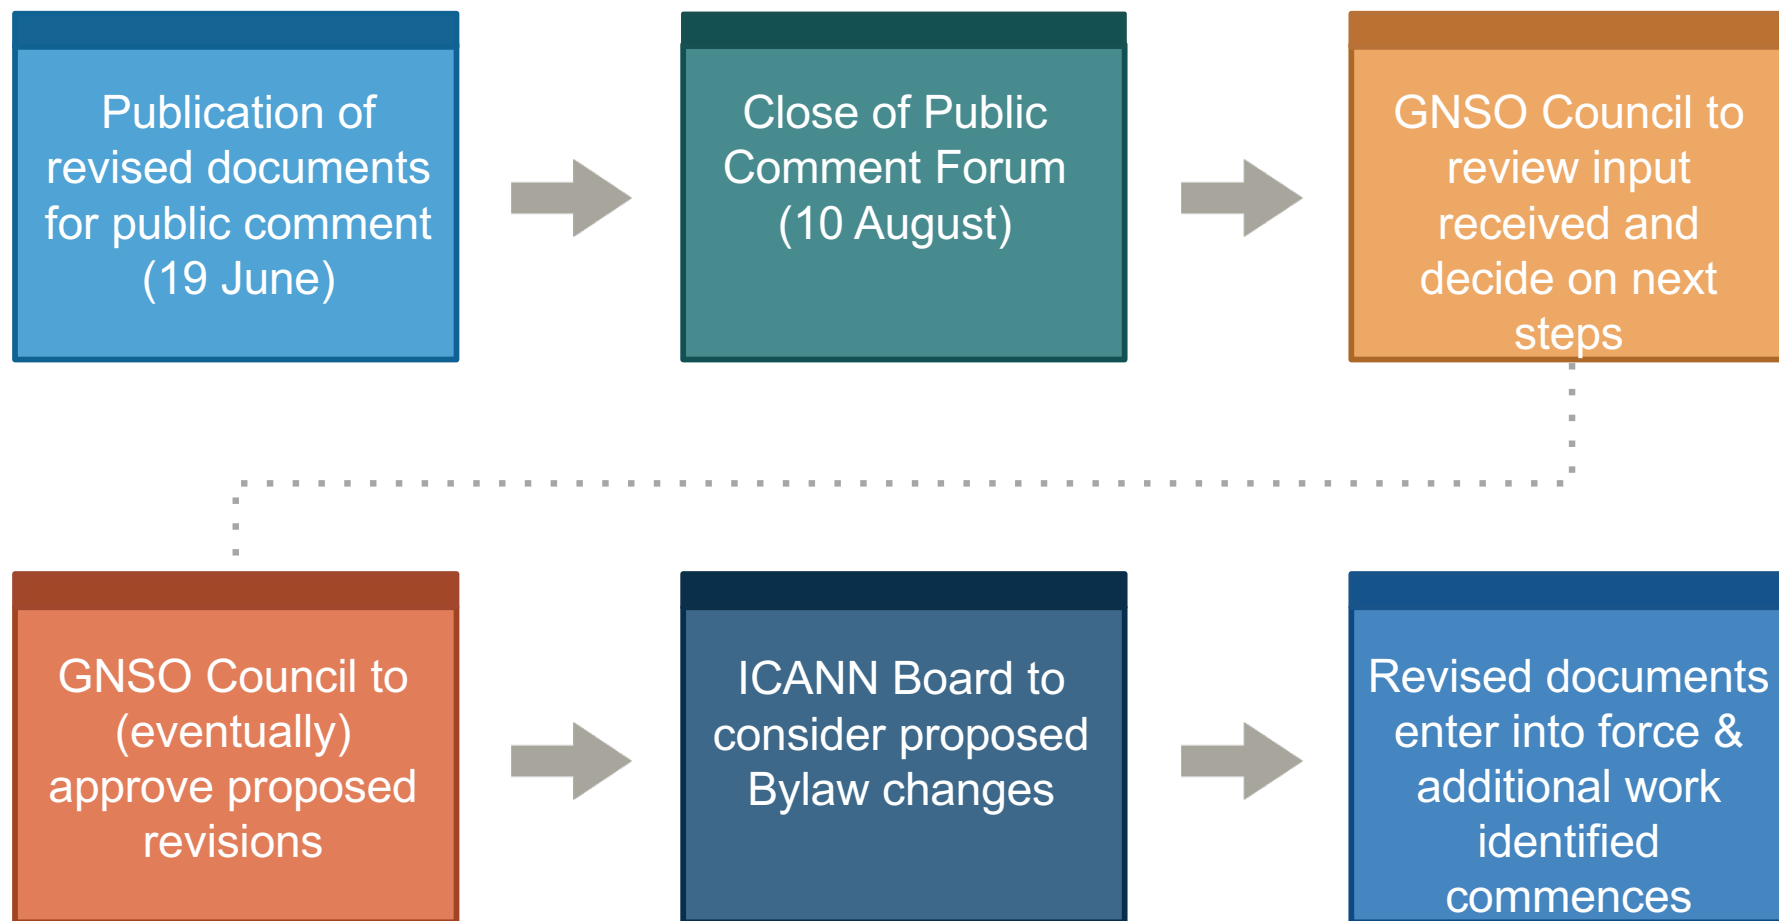 Publication of
revised documents
for public comment
(19 June)
Close of Public
Comment Forum
(10 August)
GNSO Council to
review input
received and
decide on next
steps
GNSO Council to
(eventually)
approve proposed
revisions
ICANN Board to
consider proposed
Bylaw changes
Revised documents
enter into force &
additional work
identified
commences